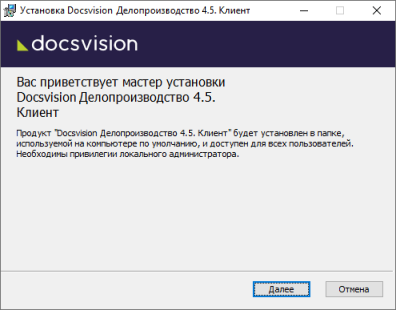 Установка Docsvision Делопроизводство 4.5. Клиент
docsvision
Вас приветствует мастер установки
Docsvision Делопроизводство 4.5.
Клиент
Продукт "Docsvision Делопроизводство 4.5. Клиент" будет установлен в папке,
используемой на компьютере по умолчанию, и доступен для всех пользователей.
Необходимы привилегии локального администратора.
Далее
Отмена